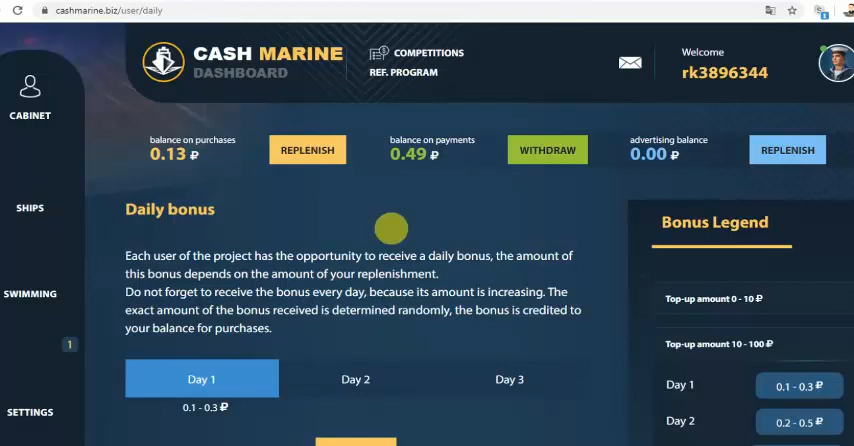 cashmarine.biz/user/daily
CASH MARINE
DASHBOARD
COMPETITIONS
REF. PROGRAM
Welcome
rk3896344
CABINET
SHIPS
SWIMMING
1
SETTINGS
balance on purchases
0.13 ₽
REPLENISH
balance on payments
0.49 ₽
WITHDRAW
advertising balance
0.00 ₽
REPLENISH
Daily bonus
Each user of the project has the opportunity to receive a daily bonus, the amount of
this bonus depends on the amount of your replenishment.
Do not forget to receive the bonus every day, because its amount is increasing. The
exact amount of the bonus received is determined randomly, the bonus is credited to
your balance for purchases.
Day 1
Day 2
Day 3
0.1 - 0.3 ₽
Bonus Legend
Top-up amount 0 - 10 ₽
Top-up amount 10 - 100 ₽
Day 1 0.1 - 0.3 ₽
Day 2 0.2 - 0.5 ₽